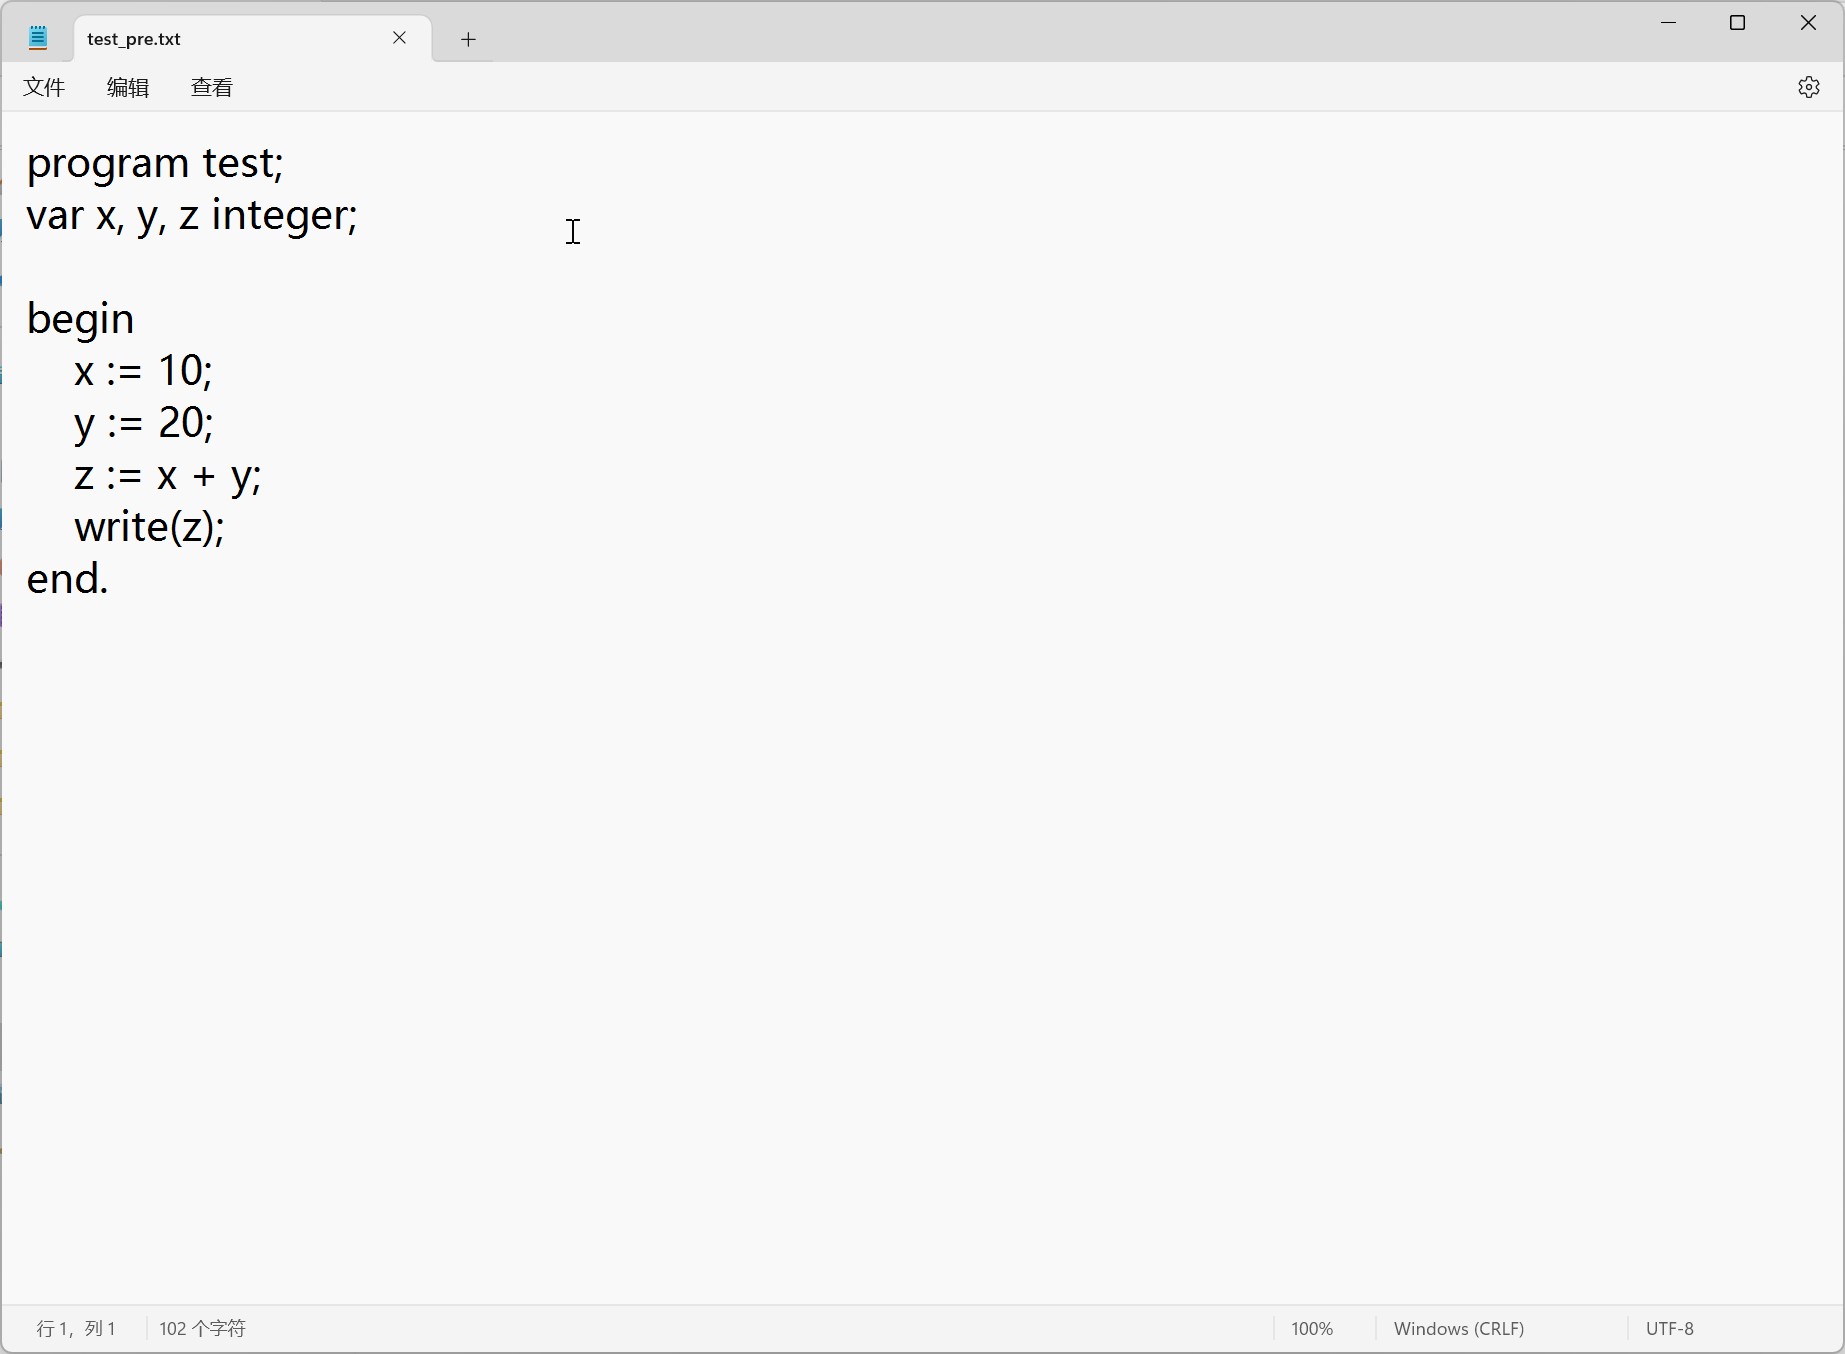 test_pre.txt
文件 编辑 查看
program test;
var x, y, z integer;
begin
x := 10;
y := 20;
z := x + y;
write(z);
end.
行 1，列 1 102 个字符 100% Windows (CRLF) UTF-8